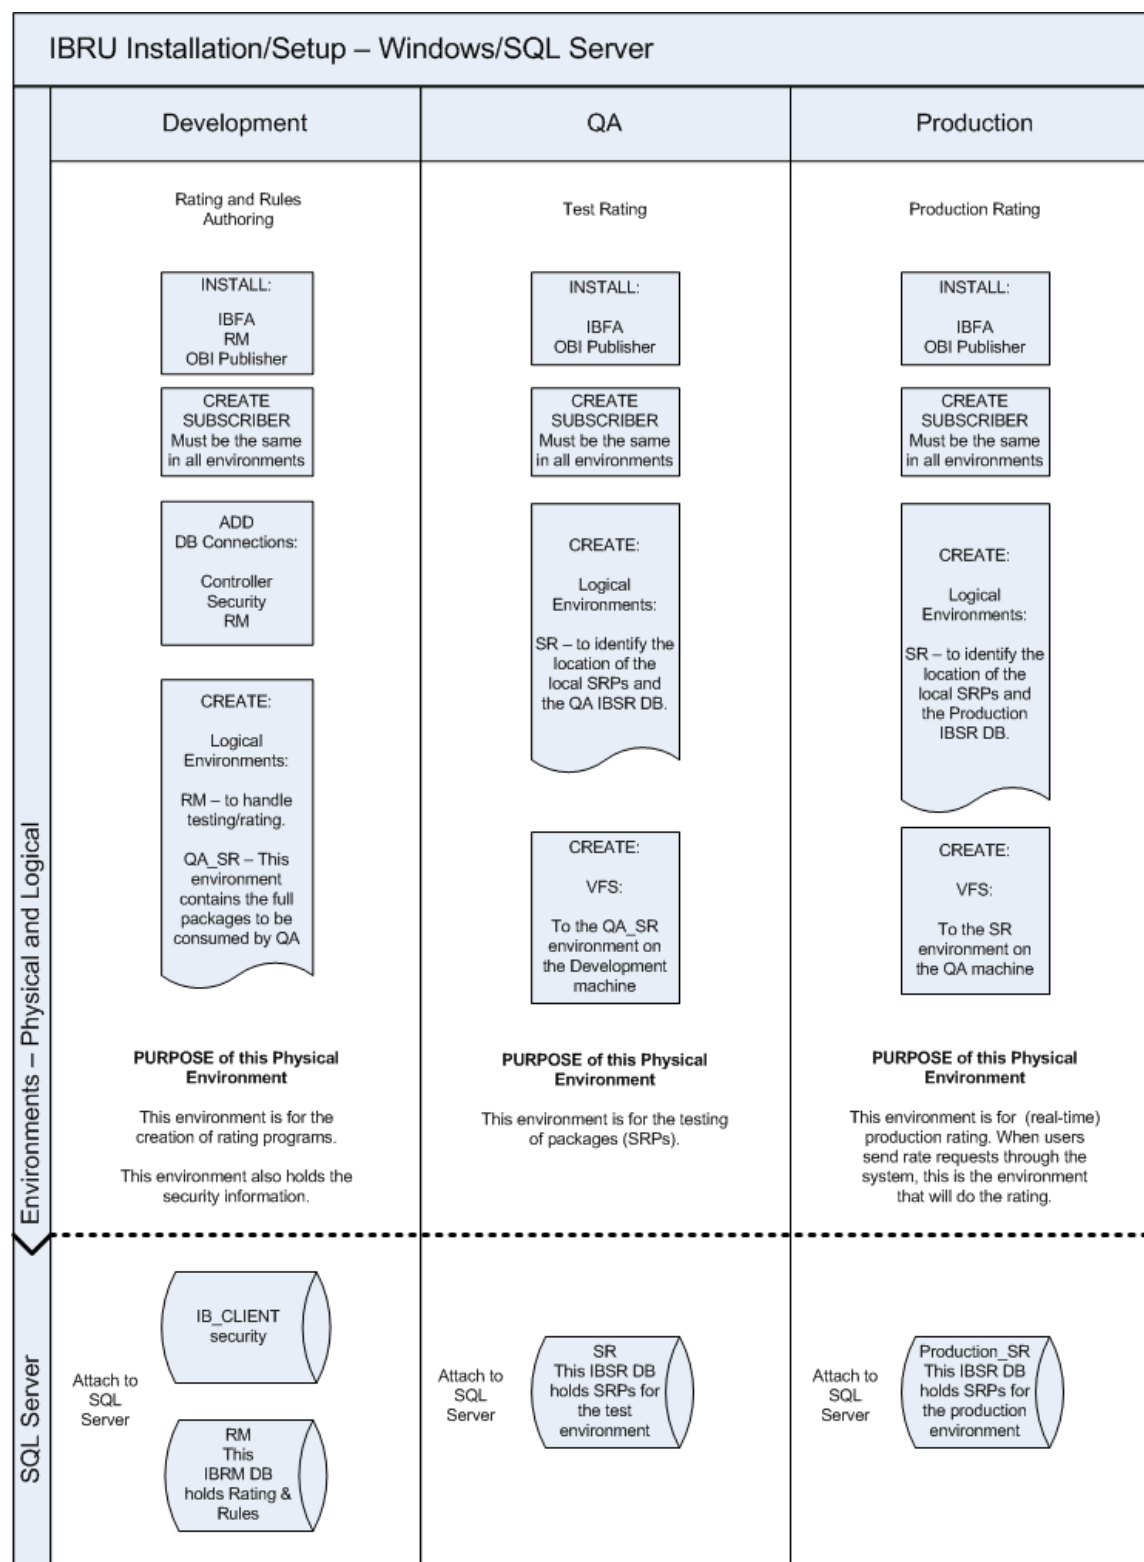 IBRU Installation/Setup – Windows/SQL Server
Development
QA
Production
Environments – Physical and Logical
Rating and Rules
Authoring
INSTALL:
IBFA
RM
OBI Publisher
CREATE
SUBSCRIBER
Must be the same
in all environments
ADD
DB Connections:
Controller
Security
RM
CREATE:
Logical
Environments:
RM – to handle
testing/rating.
QA_SR – This
environment
contains the full
packages to be
consumed by QA
PURPOSE of this Physical
Environment
This environment is for the
creation of rating programs.
This environment also holds the
security information.
Test Rating
INSTALL:
IBFA
OBI Publisher
CREATE
SUBSCRIBER
Must be the same
in all environments
CREATE:
Logical
Environments:
SR – to identify the
location of the
local SRPs and
the QA IBSR DB.
CREATE:
VFS:
To the QA_SR
environment on
the Development
machine
PURPOSE of this Physical
Environment
This environment is for the testing
of packages (SRPs).
Production Rating
INSTALL:
IBFA
OBI Publisher
CREATE
SUBSCRIBER
Must be the same
in all environments
CREATE:
Logical
Environments:
SR – to identify the
location of the
local SRPs and
the Production
IBSR DB.
CREATE:
VFS:
To the SR
environment on
the QA machine
PURPOSE of this Physical
Environment
This environment is for (real-time)
production rating. When users
send rate requests through the
system, this is the environment
that will do the rating.
SQL Server
Attach to
SQL
Server
IB_CLIENT
security
RM
This
IBRM DB
holds Rating &
Rules
Attach to
SQL
Server
SR
This IBSR DB
holds SRPs for
the test
environment
Attach to
SQL
Server
Production_SR
This IBSR DB
holds SRPs for
the production
environment